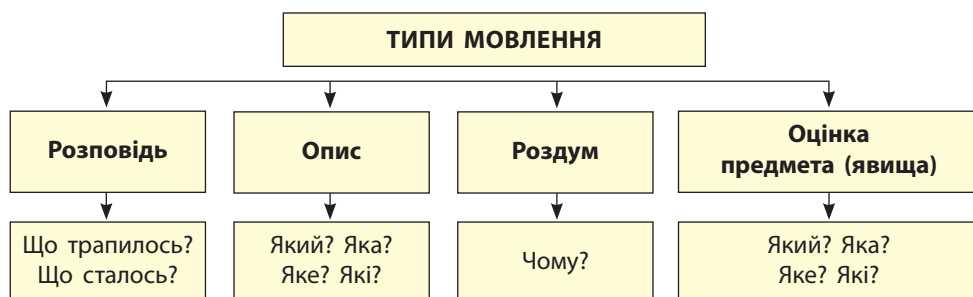 ТИПИ МОВЛЕННЯ
Розповідь
Опис
Роздум
Оцінка
предмета (явища)
Що трапилось?
Що сталось?
Який? Яка?
Яке? Які?
Чому?
Який? Яка?
Яке? Які?